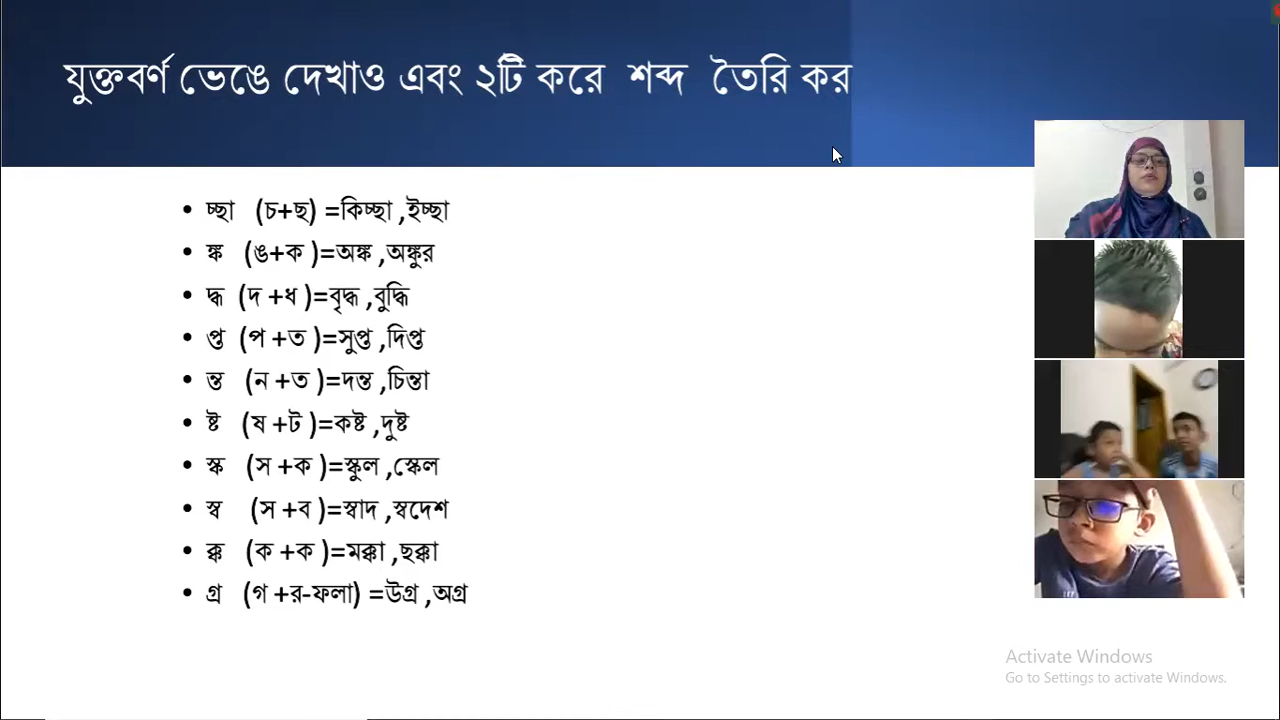 যুক্তবর্ণ ভেঙে দেখাও এবং ২টি করে শব্দ তৈরি কর
• চ্ছা (চ+ছ) =কিচ্ছা ,ইচ্ছা
• ঙ্ক (ঙ+ক )=অঙ্ক ,অঙ্কুর
• দ্ধ (দ +ধ )=বৃদ্ধ ,বুদ্ধি
• প্ত (প +ত )=সুপ্ত ,দিপ্ত
• ন্ত (ন +ত )=দন্ত ,চিন্তা
• ষ্ট (ষ +ট )=কষ্ট ,দুষ্ট
• স্ক (স +ক )=স্কুল ,স্কেল
• স্ব (স +ব )=স্বাদ ,স্বদেশ
• ক্ক (ক +ক )=মক্কা ,ছক্কা
• গ্র (গ +র-ফলা) =উগ্র ,অগ্র
Activate Windows
Go to Settings to activate Windows.